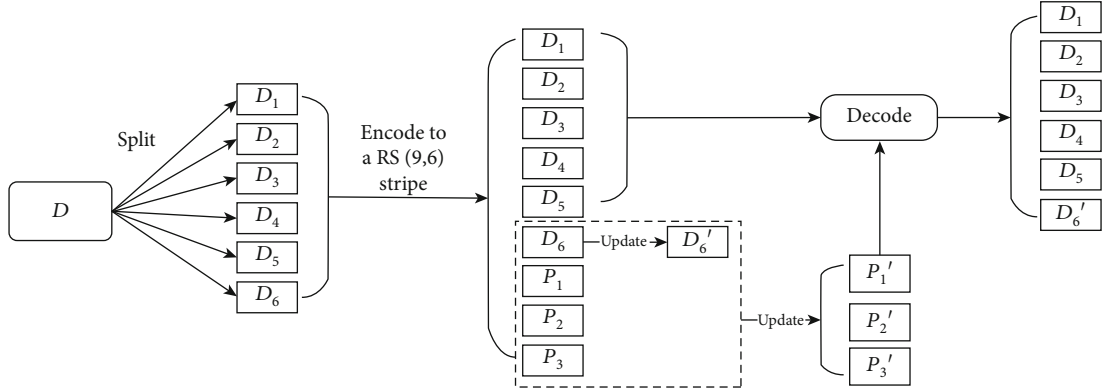 D
Split
D₁
D₂
D₃
D₄
D₅
D₆
Encode to
a RS (9,6)
stripe
D₁
D₂
D₃
D₄
D₅
D₆
Update
D₆′
P₁
P₂
P₃
Update
P₁′
P₂′
P₃′
Decode
D₁
D₂
D₃
D₄
D₅
D₆′